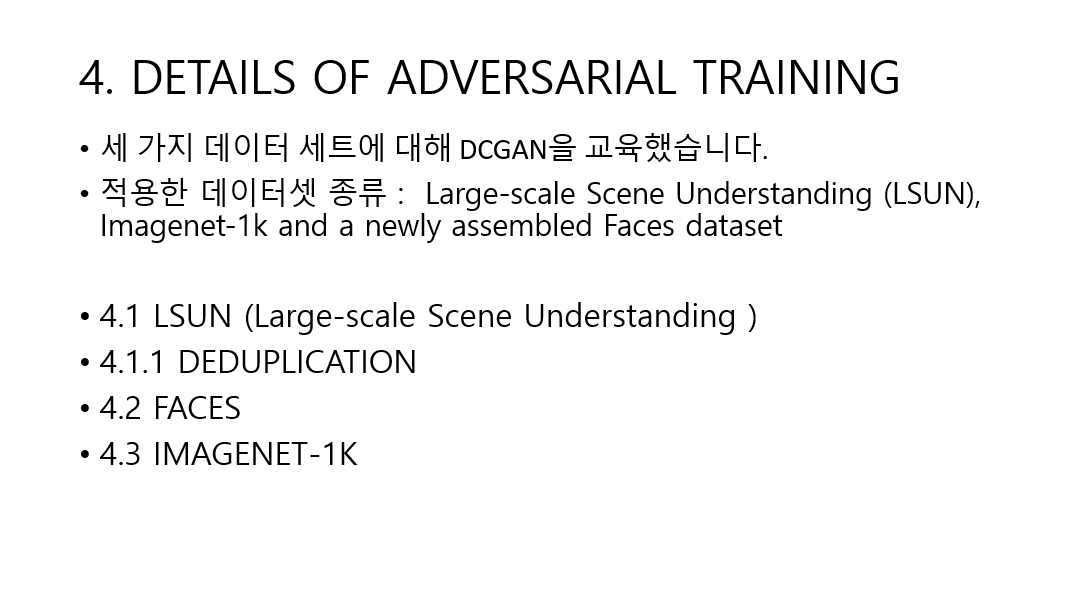 4. DETAILS OF ADVERSARIAL TRAINING
• 세 가지 데이터 세트에 대해 DCGAN을 교육했습니다.
• 적용한 데이터셋 종류 : Large-scale Scene Understanding (LSUN),
Imagenet-1k and a newly assembled Faces dataset
• 4.1 LSUN (Large-scale Scene Understanding )
• 4.1.1 DEDUPLICATION
• 4.2 FACES
• 4.3 IMAGENET-1K